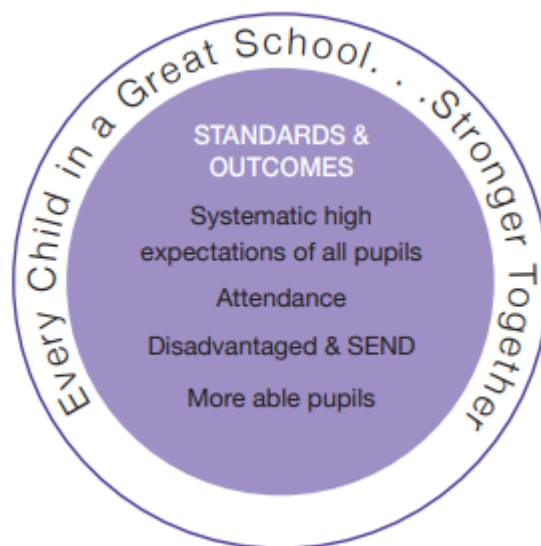 Every Child in a Great School. . .Stronger Together
STANDARDS &
OUTCOMES
Systematic high
expectations of all pupils
Attendance
Disadvantaged & SEND
More able pupils